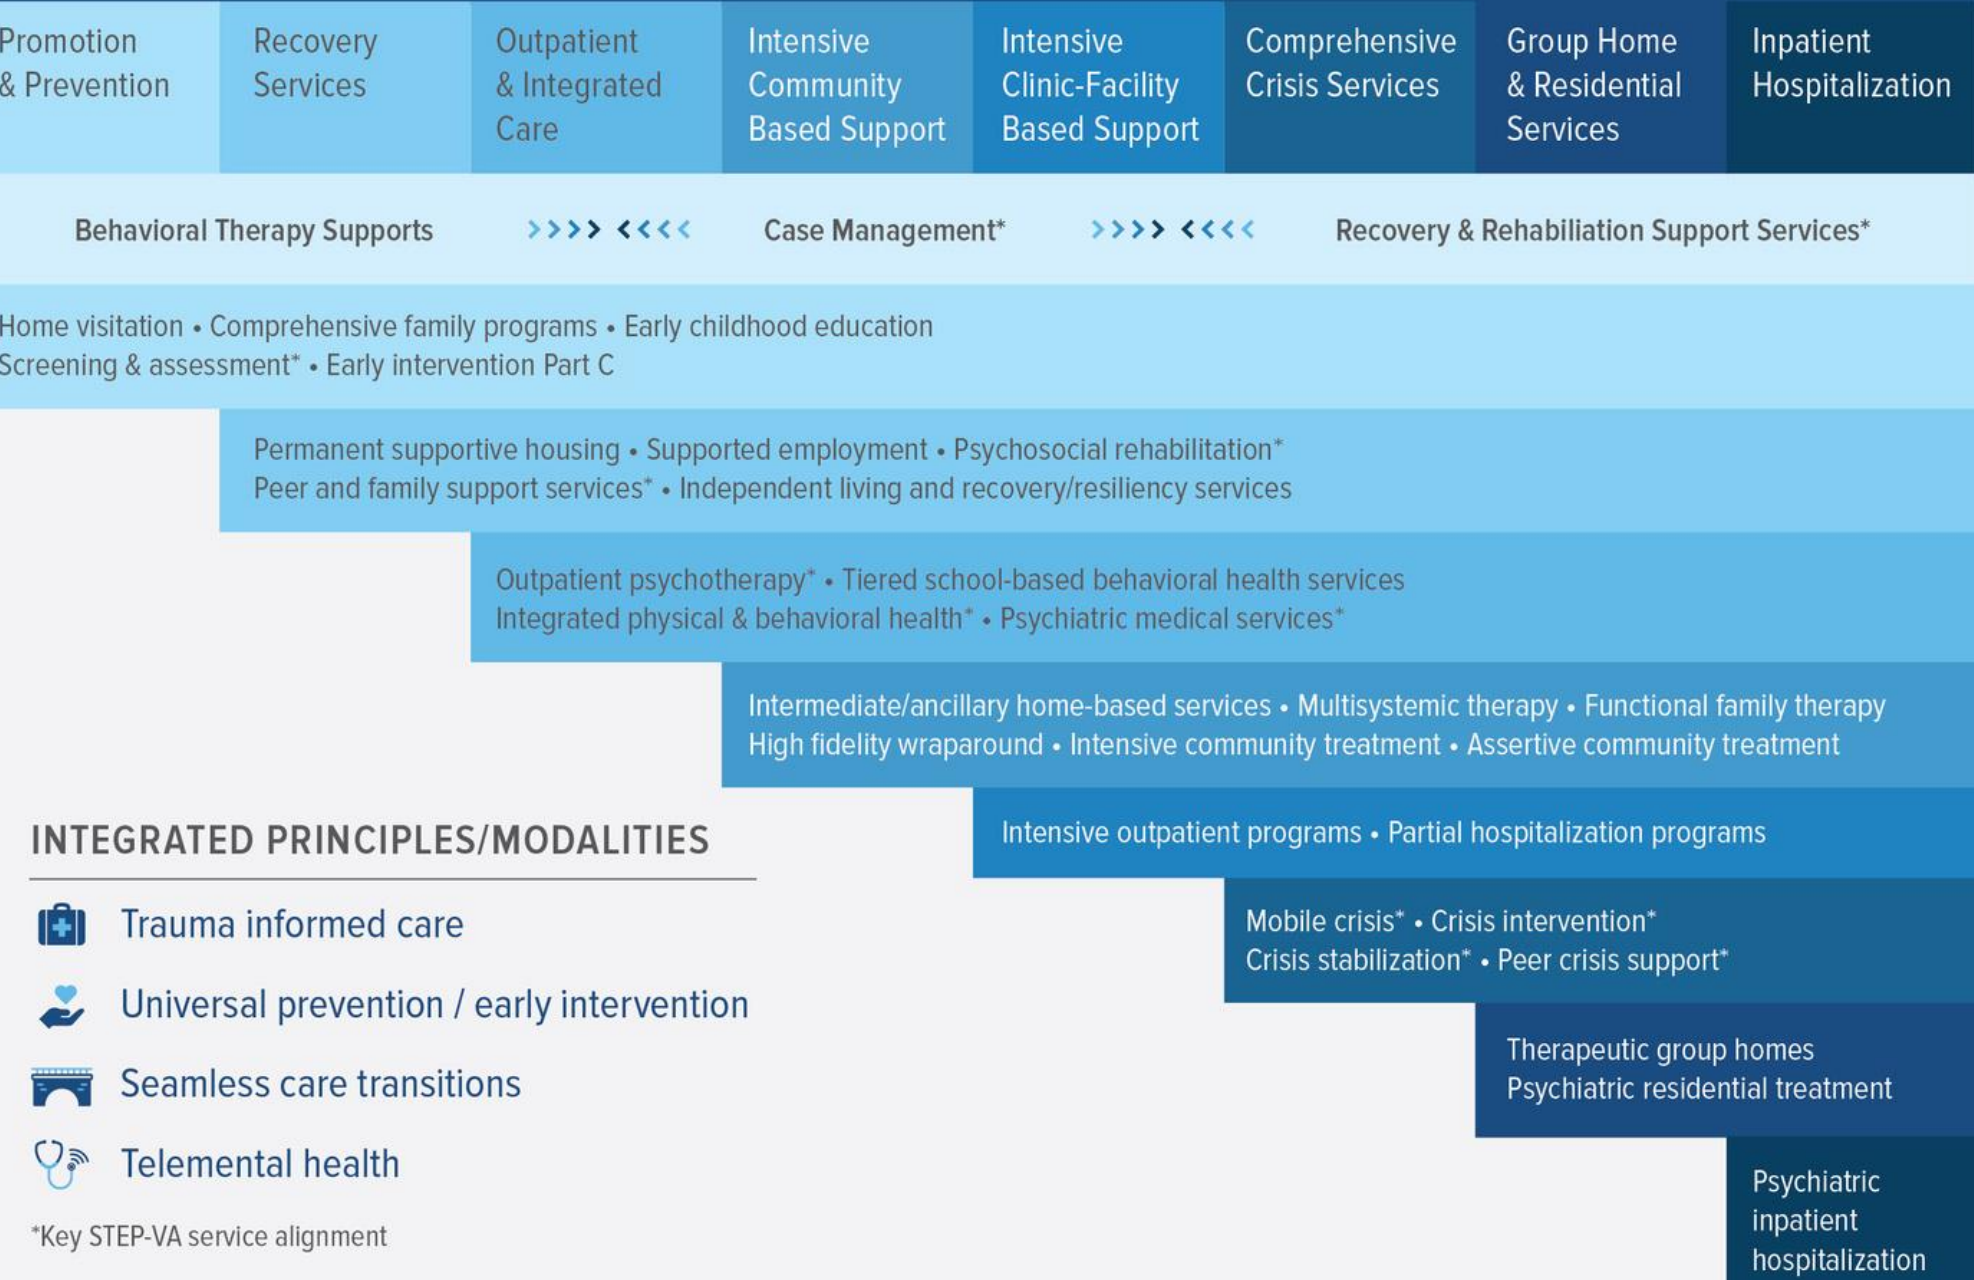 Promotion
& Prevention
Recovery
Services
Outpatient
& Integrated
Care
Intensive
Community
Based Support
Intensive
Clinic-Facility
Based Support
Comprehensive
Crisis Services
Group Home
& Residential
Services
Inpatient
Hospitalization
Behavioral Therapy Supports >>>> <<<< Case Management* >>>> <<<< Recovery & Rehabiliation Support Services*
Home visitation • Comprehensive family programs • Early childhood education
Screening & assessment* • Early intervention Part C
Permanent supportive housing • Supported employment • Psychosocial rehabilitation*
Peer and family support services* • Independent living and recovery/resiliency services
Outpatient psychotherapy* • Tiered school-based behavioral health services
Integrated physical & behavioral health* • Psychiatric medical services*
Intermediate/ancillary home-based services • Multisystemic therapy • Functional family therapy
High fidelity wraparound • Intensive community treatment • Assertive community treatment
Intensive outpatient programs • Partial hospitalization programs
Mobile crisis* • Crisis intervention*
Crisis stabilization* • Peer crisis support*
Therapeutic group homes
Psychiatric residential treatment
Psychiatric
inpatient
hospitalization
INTEGRATED PRINCIPLES/MODALITIES
Trauma informed care
Universal prevention / early intervention
Seamless care transitions
Telemental health
*Key STEP-VA service alignment